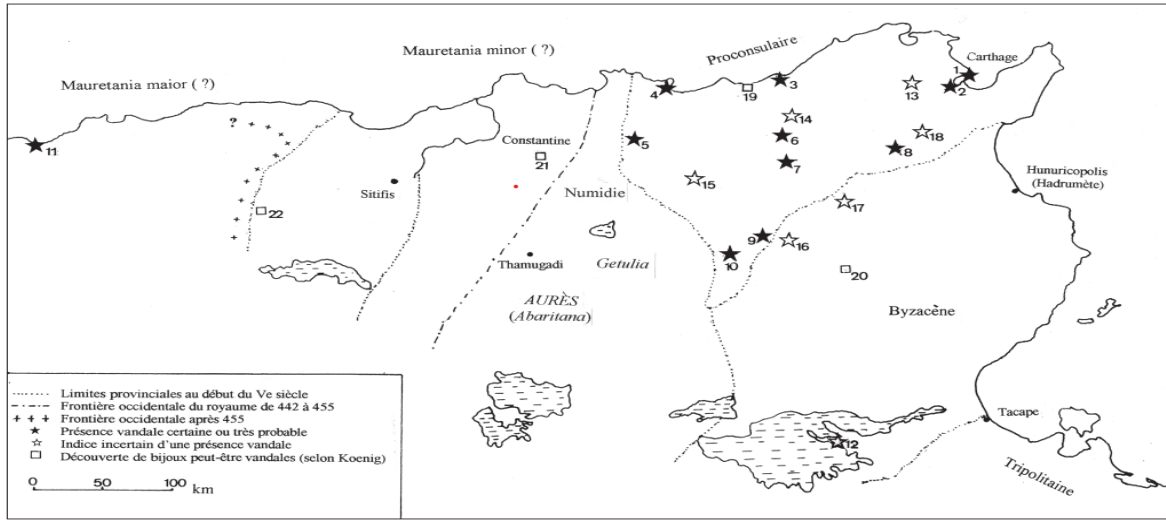 Mauretania maior (?)
Mauretania minor (?)
Proconsulaire
Carthage
1
2
3
4
19
13
14
?
11
Constantine
21
5
6
18
8
7
Sitifis
Numidie
15
Hunuricopolis
(Hadrumète)
22
17
9
16
10
Thamugadi
Getulia
20
AURÈS
(Abaritana)
Byzacène
Limites provinciales au début du Ve siècle
Frontière occidentale du royaume de 442 à 455
Frontière occidentale après 455
Présence vandale certaine ou très probable
Indice incertain d'une présence vandale
Découverte de bijoux peut-être vandales (selon Koenig)
0 50 100 km
Tacape
12
Tripolitaine